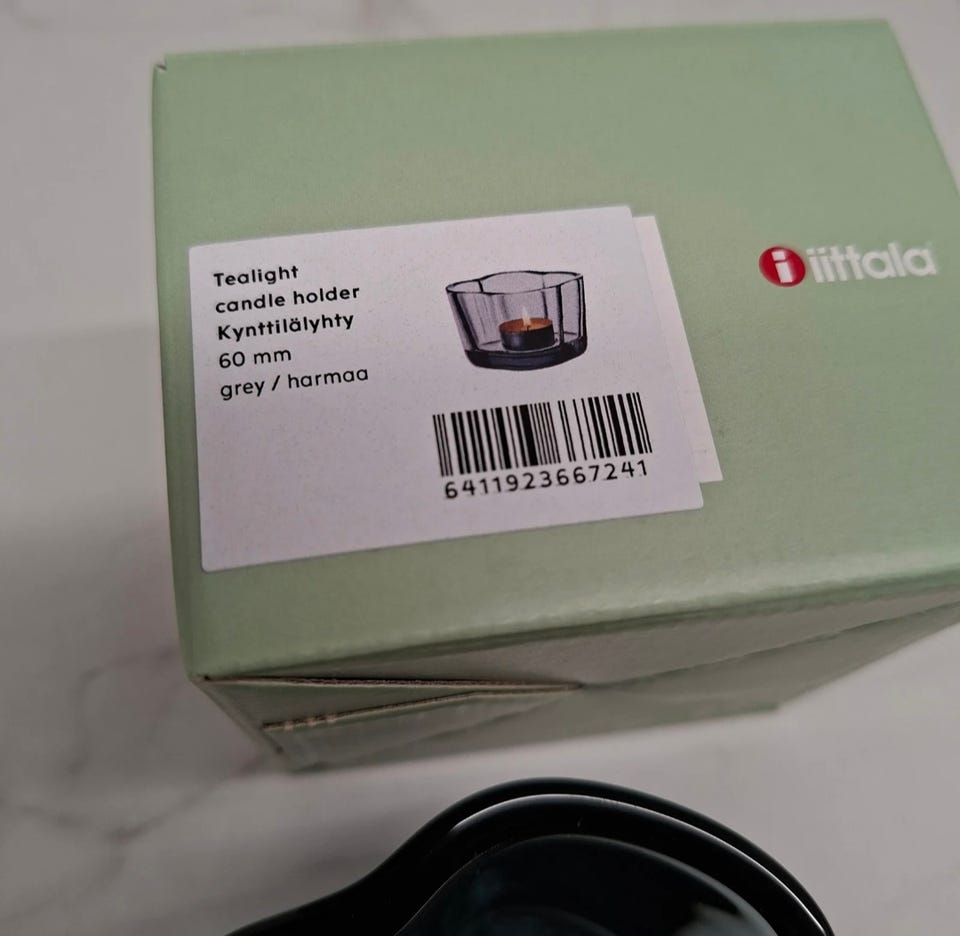 Tealight
candle holder
Kynttilälyhty
60 mm
grey / harmaa
6411923667241
i iittala